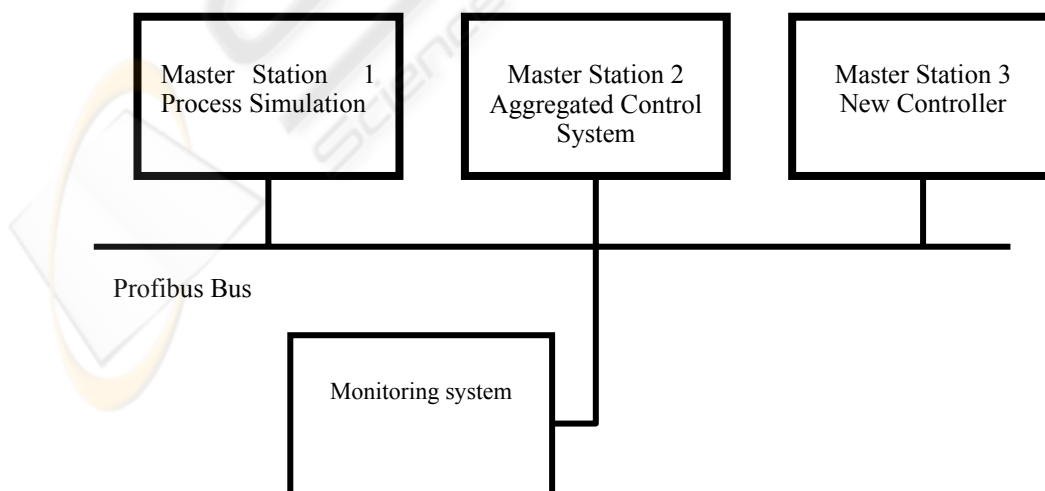 Master Station 1
Process Simulation
Master Station 2
Aggregated Control
System
Master Station 3
New Controller
Profibus Bus
Monitoring system